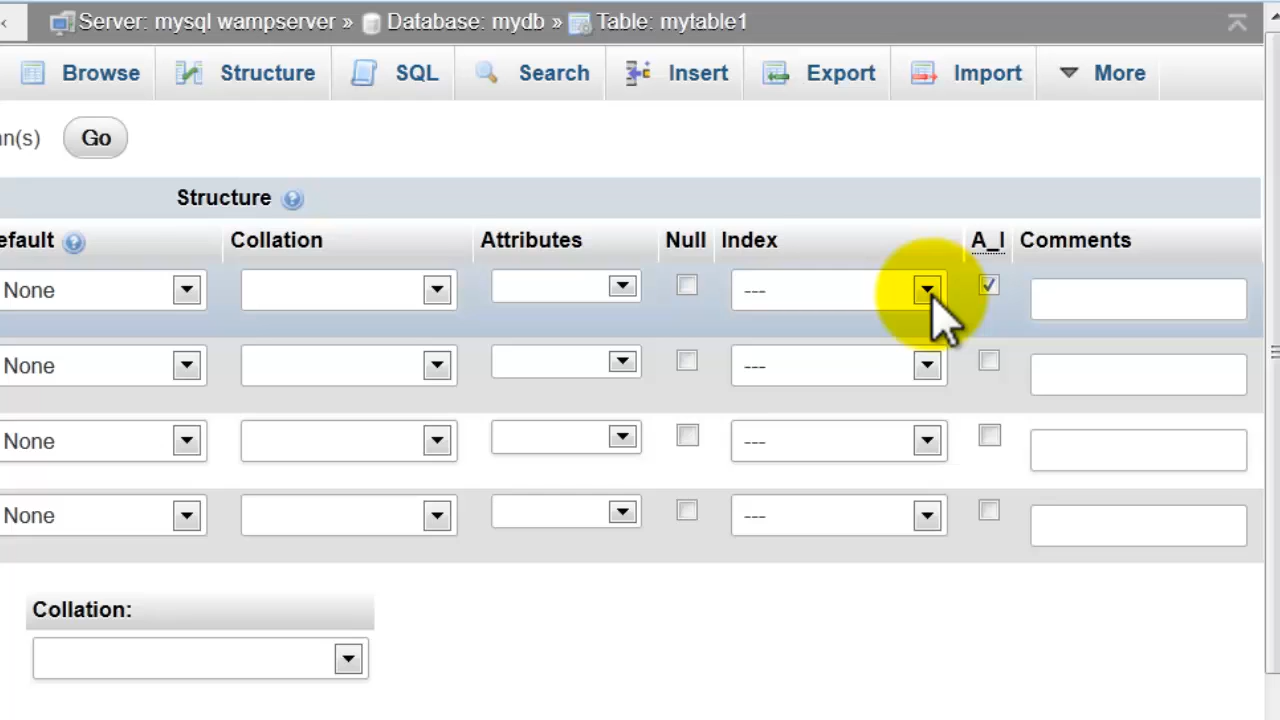 Server: mysql wampserver » Database: mydb » Table: mytable1
Browse Structure SQL Search Insert Export Import More
n(s) Go
Structure
efault Collation Attributes Null Index A_I Comments
None ---
None ---
None ---
None ---
Collation: